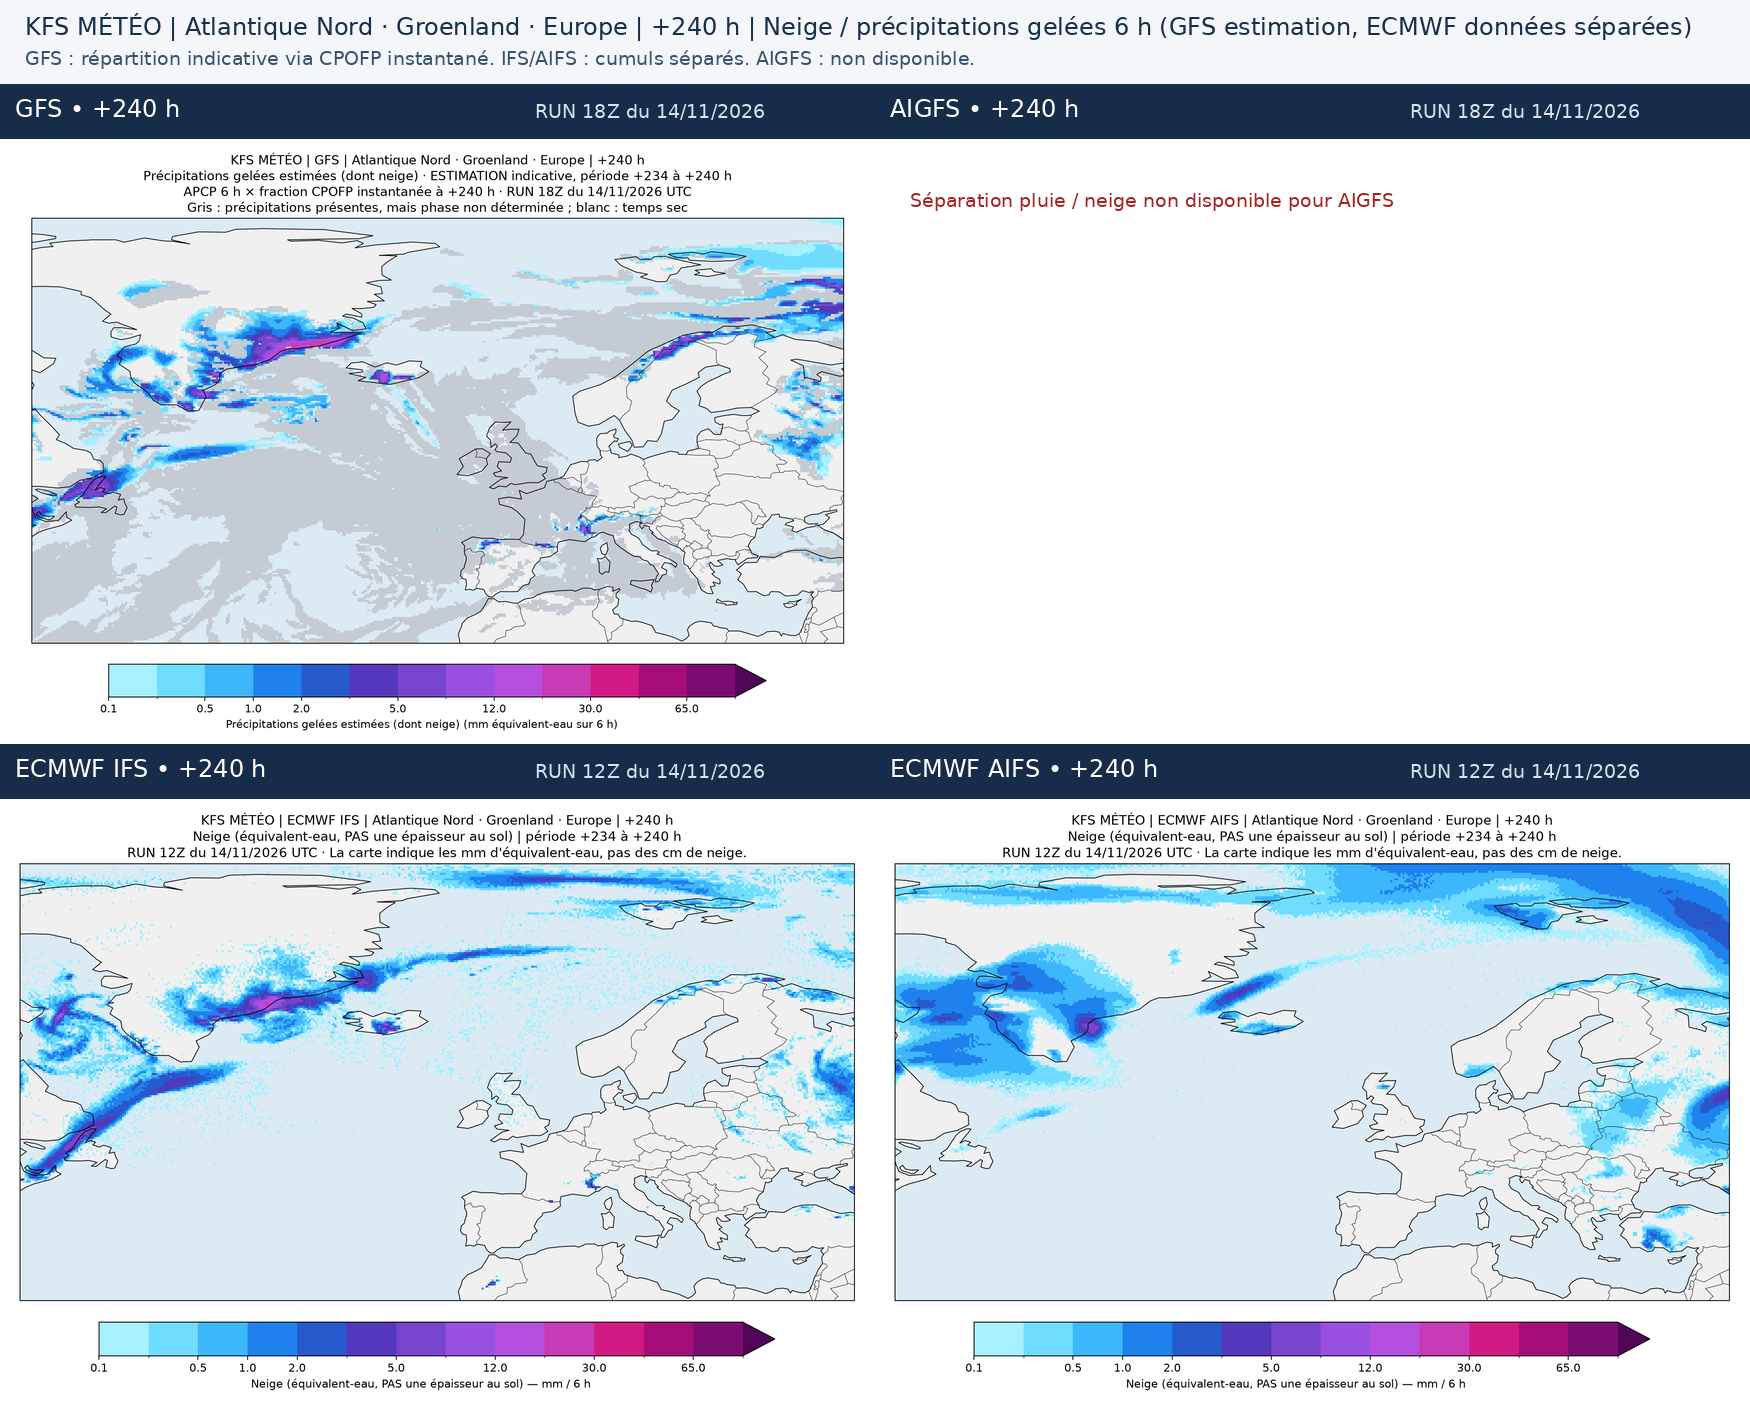 KFS MÉTÉO | Atlantique Nord · Groenland · Europe | +240 h | Neige / précipitations gelées 6 h (GFS estimation, ECMWF données séparées)
GFS : répartition indicative via CPOFP instantané. IFS/AIFS : cumuls séparés. AIGFS : non disponible.
GFS • +240 h
RUN 18Z du 14/11/2026
AIGFS • +240 h
RUN 18Z du 14/11/2026
KFS MÉTÉO | GFS | Atlantique Nord · Groenland · Europe | +240 h
Précipitations gelées estimées (dont neige) · ESTIMATION indicative, période +234 à +240 h
APCP 6 h × fraction CPOFP instantanée à +240 h · RUN 18Z du 14/11/2026 UTC
Gris : précipitations présentes, mais phase non déterminée ; blanc : temps sec
Séparation pluie / neige non disponible pour AIGFS
0.1 0.5 1.0 2.0 5.0 12.0 30.0 65.0
Précipitations gelées estimées (dont neige) (mm équivalent-eau sur 6 h)
ECMWF IFS • +240 h
RUN 12Z du 14/11/2026
ECMWF AIFS • +240 h
RUN 12Z du 14/11/2026
KFS MÉTÉO | ECMWF IFS | Atlantique Nord · Groenland · Europe | +240 h
Neige (équivalent-eau, PAS une épaisseur au sol) | période +234 à +240 h
RUN 12Z du 14/11/2026 UTC · La carte indique les mm d'équivalent-eau, pas des cm de neige.
0.1 0.5 1.0 2.0 5.0 12.0 30.0 65.0
Neige (équivalent-eau, PAS une épaisseur au sol) — mm / 6 h
KFS MÉTÉO | ECMWF AIFS | Atlantique Nord · Groenland · Europe | +240 h
Neige (équivalent-eau, PAS une épaisseur au sol) | période +234 à +240 h
RUN 12Z du 14/11/2026 UTC · La carte indique les mm d'équivalent-eau, pas des cm de neige.
0.1 0.5 1.0 2.0 5.0 12.0 30.0 65.0
Neige (équivalent-eau, PAS une épaisseur au sol) — mm / 6 h